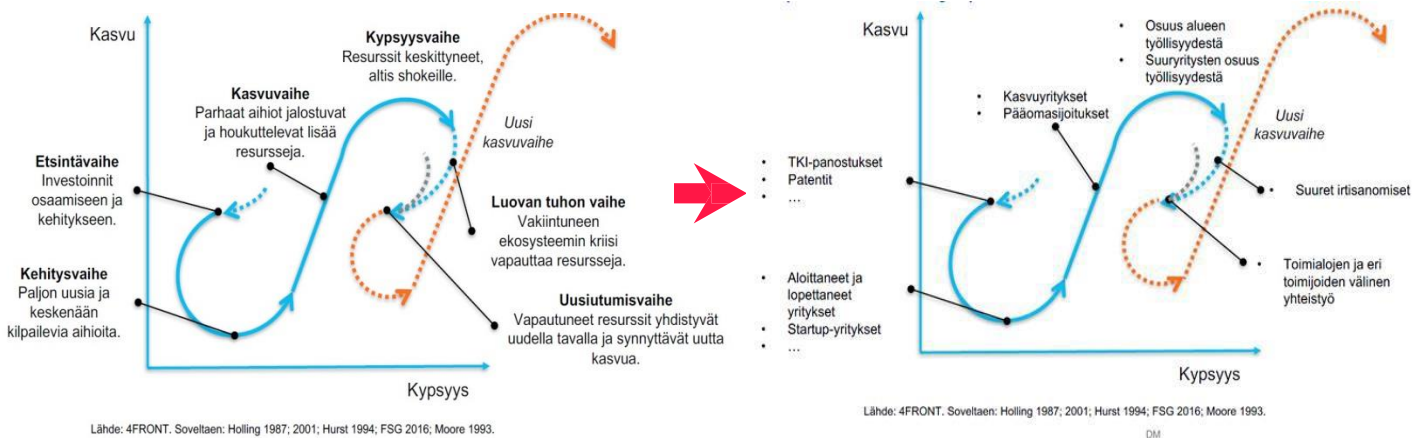 Kasvu
Kypsyysvaihe
Resurssit keskittyneet,
altis shokeille.
Kasvuvaihe
Parhaat aihiot jalostuvat
ja houkuttelevat lisää
resursseja.
Uusi
kasvuvaihe
Etsintävaihe
Investoinnit
osaamiseen ja
kehitykseen.
Luovan tuhon vaihe
Vakiintuneen
ekosysteemin kriisi
vapauttaa resursseja.
Kehitysvaihe
Paljon uusia ja
keskenään
kilpailevia aihioita.
Uusiutumisvaihe
Vapautuneet resurssit yhdistyvät
uudella tavalla ja synnyttävät uutta
kasvua.
Kypsyys
Lähde: 4FRONT. Soveltaen: Holling 1987; 2001; Hurst 1994; FSG 2016; Moore 1993.
Kasvu
• Osuus alueen
työllisyydestä
• Suuryritysten osuus
työllisyydestä
• Kasvuyritykset
• Pääomasijoitukset
Uusi
kasvuvaihe
• TKI-panostukset
• Patentit
• ...
• Suuret irtisanomiset
• Aloittaneet ja
lopettaneet
yritykset
• Startup-yritykset
• ...
• Toimialojen ja eri
toimijoiden välinen
yhteistyö
Kypsyys
Lähde: 4FRONT. Soveltaen: Holling 1987; 2001; Hurst 1994; FSG 2016; Moore 1993.
DM